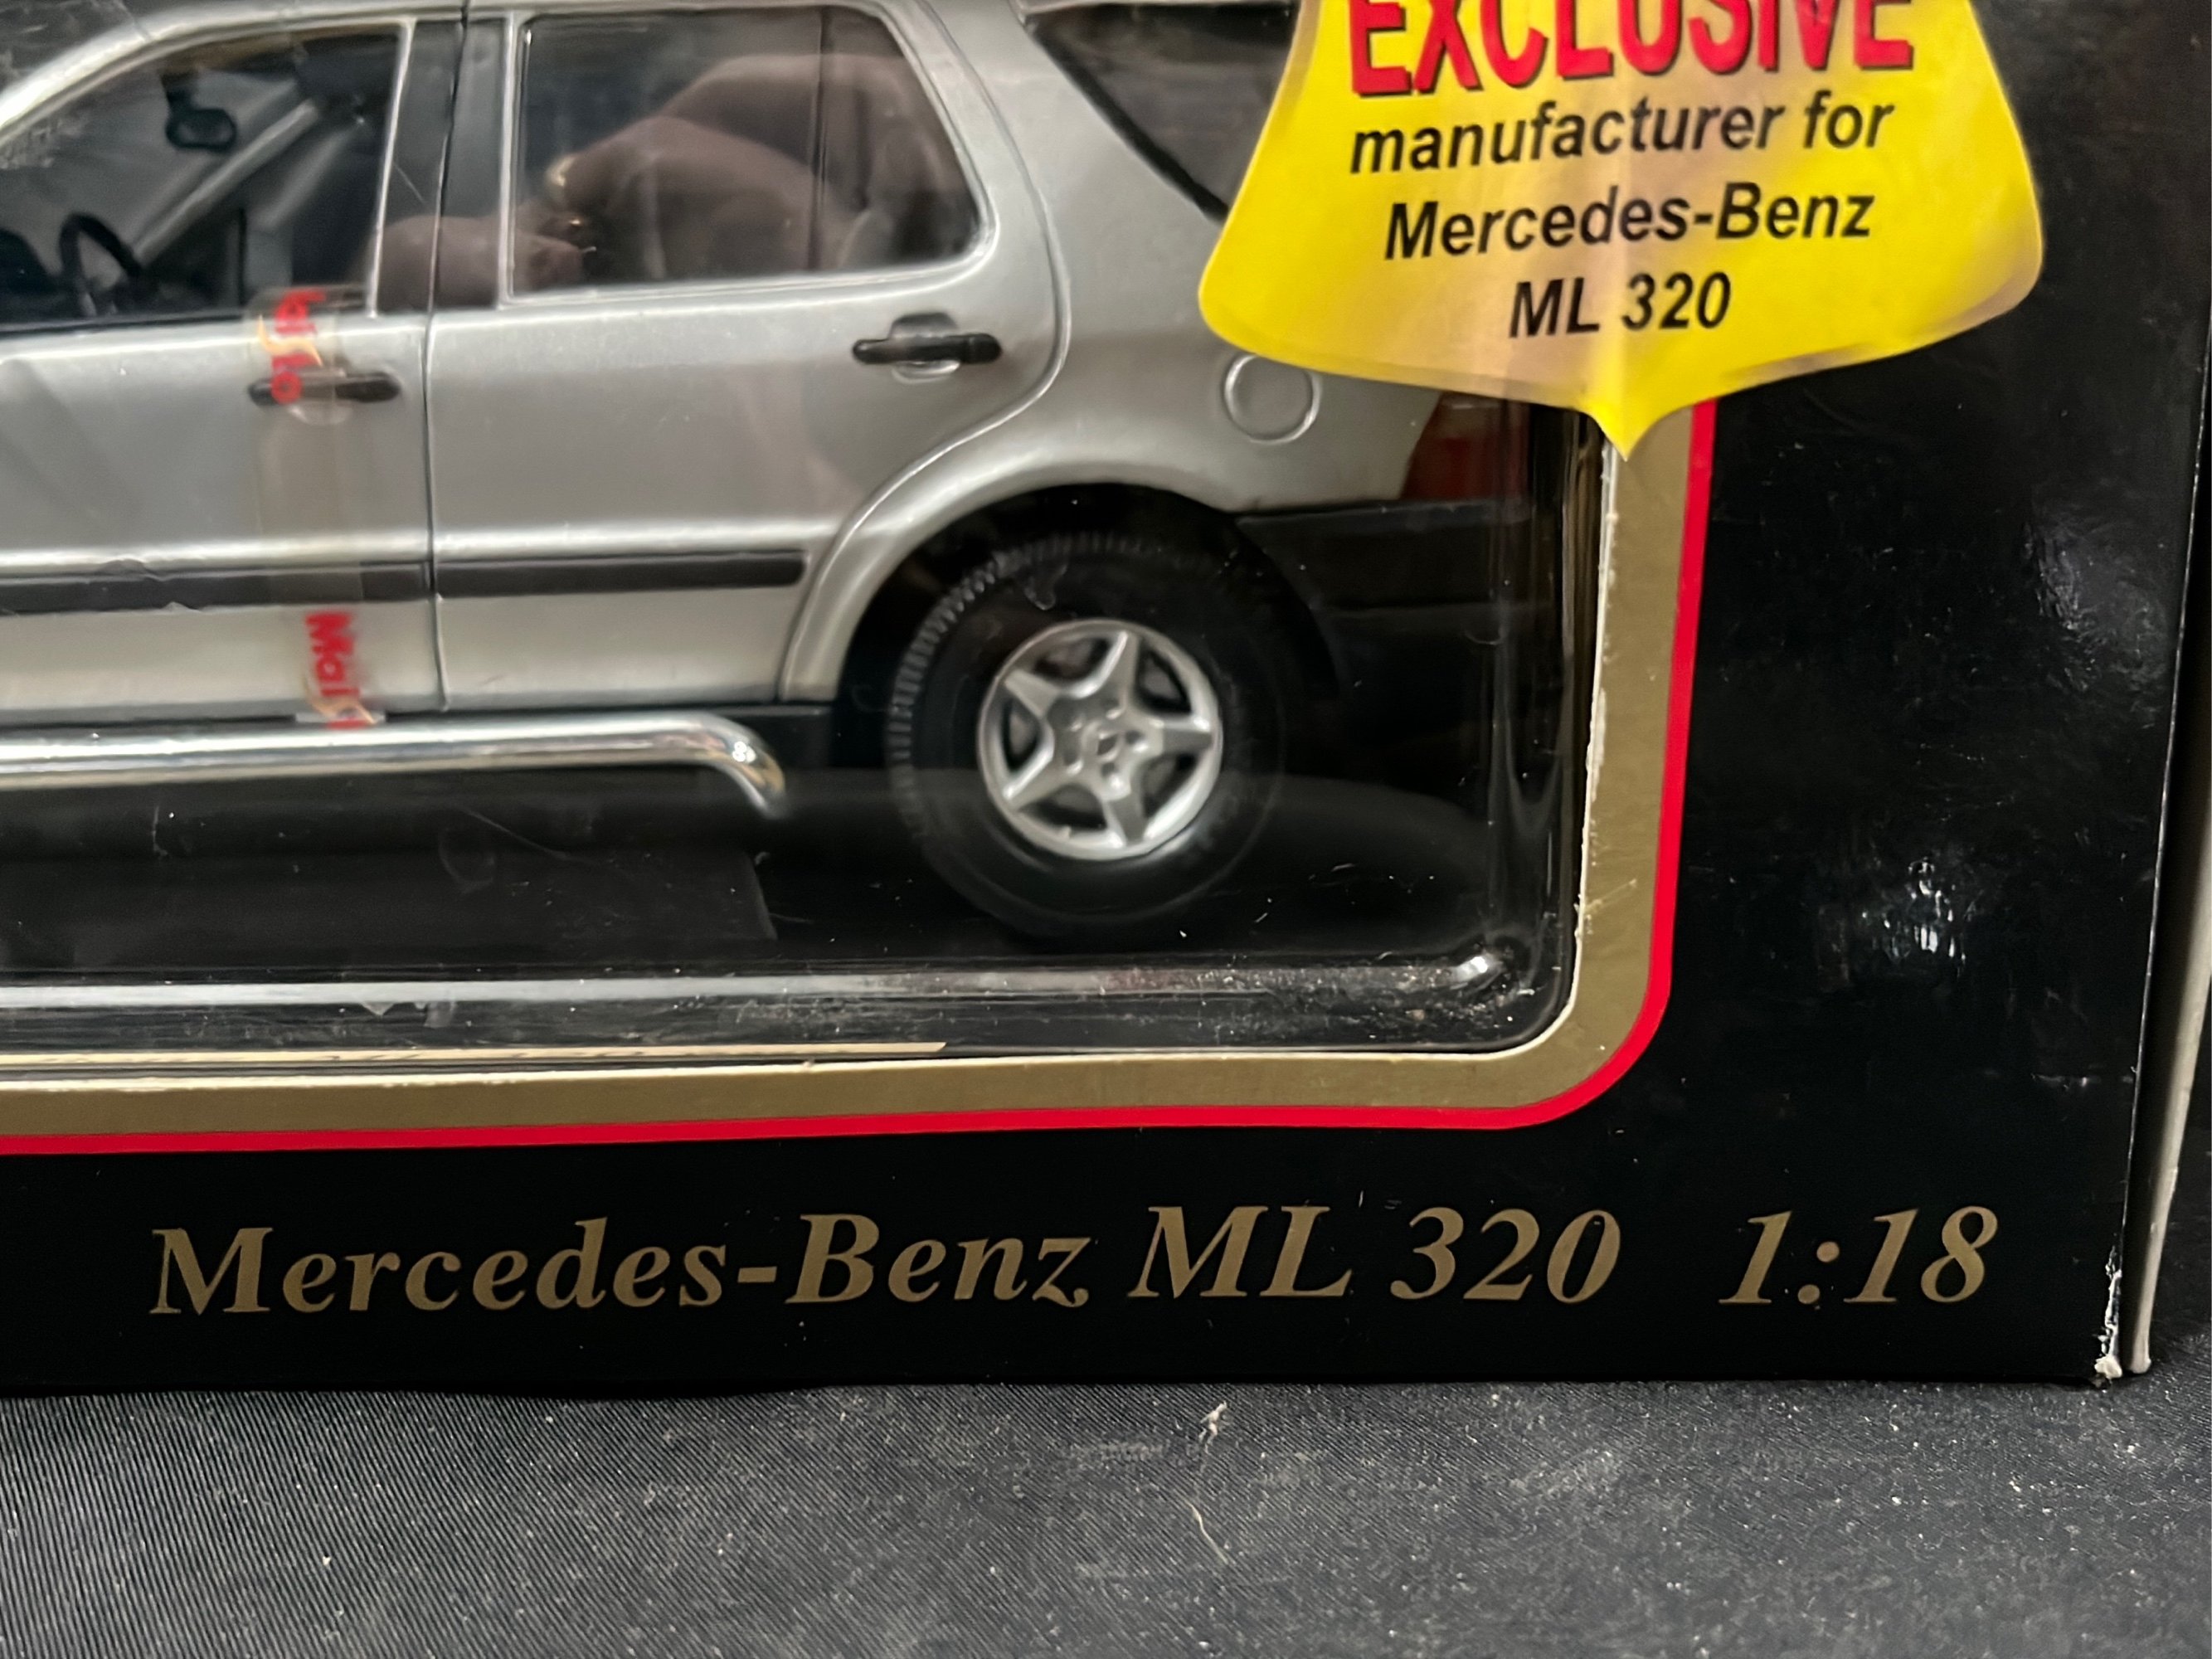 EXCLUSIVE
manufacturer for
Mercedes-Benz
ML 320
Mercedes-Benz ML 320 1:18